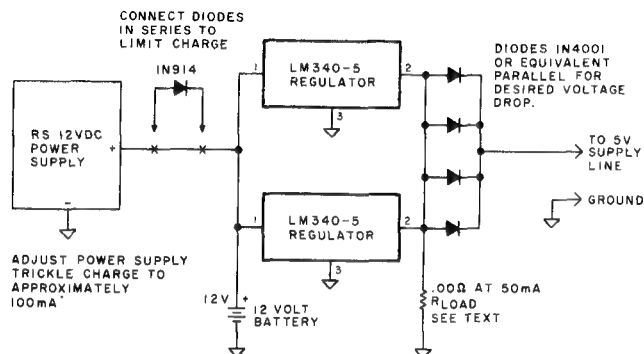 CONNECT DIODES
IN SERIES TO
LIMIT CHARGE
1N914
RS 12VDC
POWER
SUPPLY
+
-
ADJUST POWER SUPPLY
TRICKLE CHARGE TO
APPROXIMATELY
100mA
1
LM340-5
REGULATOR
2
3
1
LM340-5
REGULATOR
2
3
12V
+
12 VOLT
BATTERY
DIODES IN4001
OR EQUIVALENT
PARALLEL FOR
DESIRED VOLTAGE
DROP.
TO 5V
SUPPLY
LINE
GROUND
.00Ω AT 50mA
RLOAD
SEE TEXT